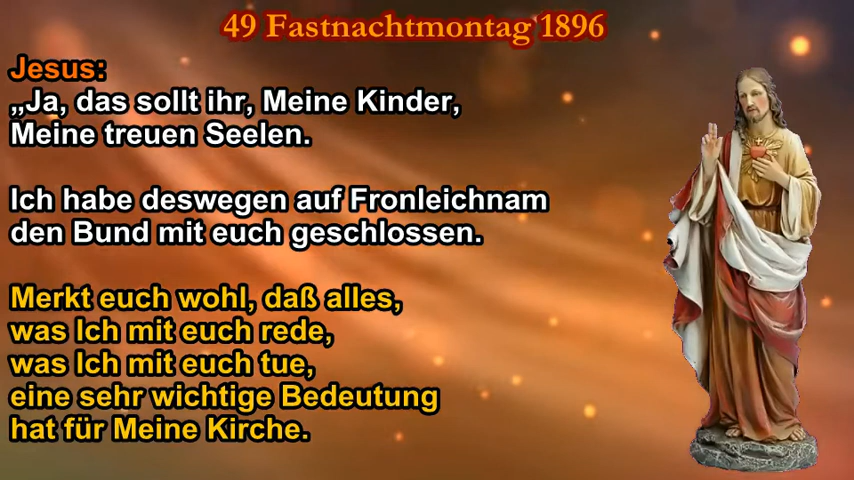 49 Fastnachtmontag 1896
Jesus:
„Ja, das sollt ihr, Meine Kinder,
Meine treuen Seelen.
Ich habe deswegen auf Fronleichnam
den Bund mit euch geschlossen.
Merkt euch wohl, daß alles,
was Ich mit euch rede,
was Ich mit euch tue,
eine sehr wichtige Bedeutung
hat für Meine Kirche.